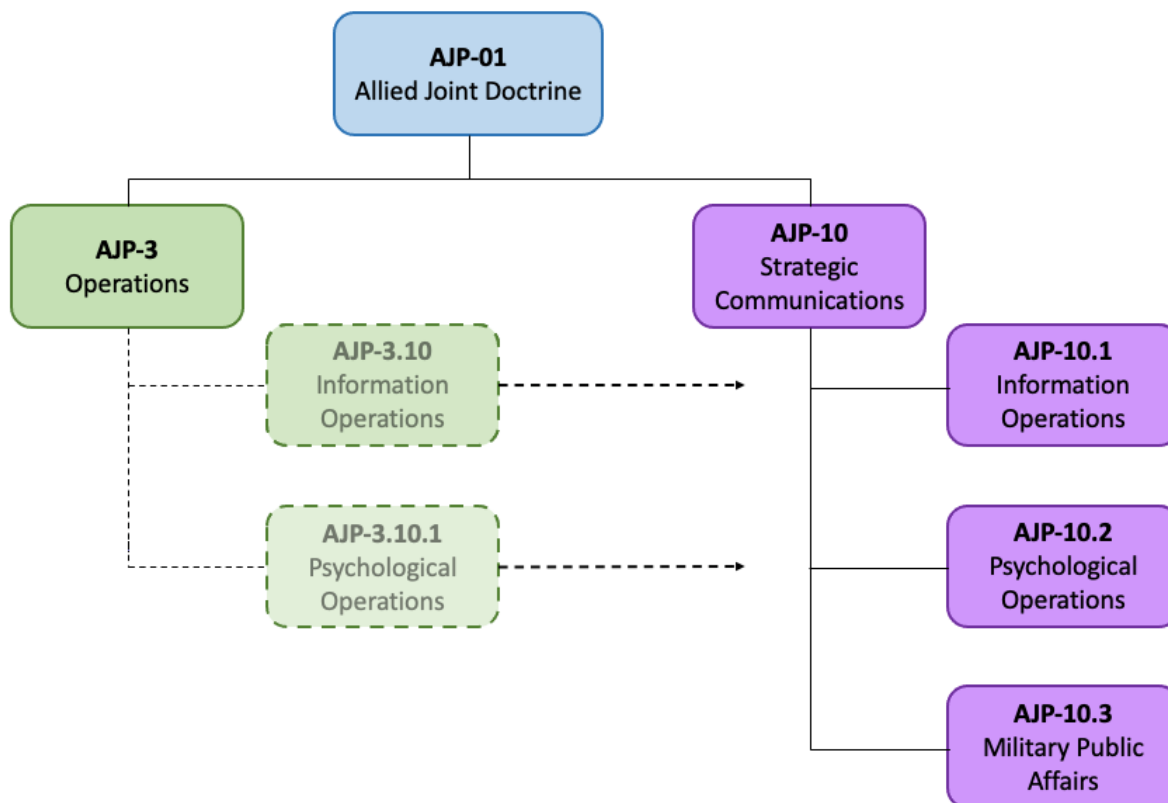 AJP-01
Allied Joint Doctrine
AJP-3
Operations
AJP-10
Strategic
Communications
AJP-3.10
Information
Operations
AJP-10.1
Information
Operations
AJP-3.10.1
Psychological
Operations
AJP-10.2
Psychological
Operations
AJP-10.3
Military Public
Affairs